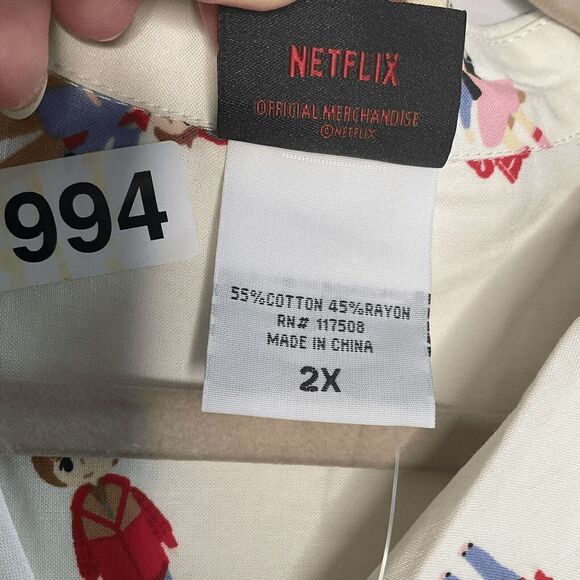 NETFLIX
OFFICIAL MERCHANDISE
©NETFLIX
994
55%COTTON 45%RAYON
RN# 117508
MADE IN CHINA
2X